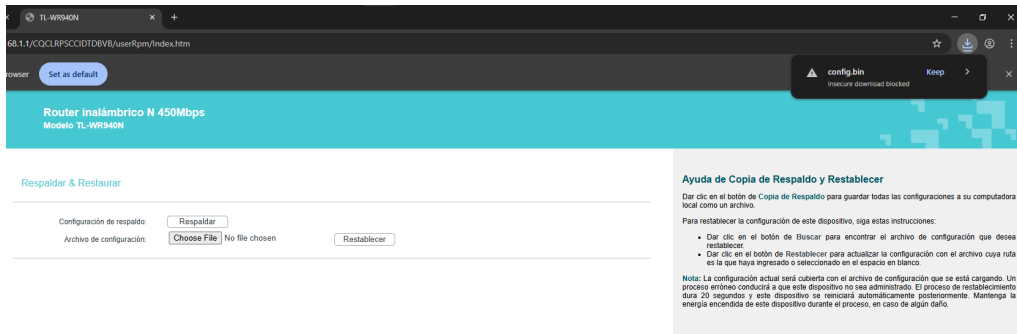 TL-WR940N
68.1.1/CQCLRPSCCIDTDBVB/userRpm/Index.htm
rowser
Set as default
config.bin
Keep
Insecure download blocked
Router inalámbrico N 450Mbps
Modelo TL-WR940N
Respaldar & Restaurar
Configuración de respaldo:
Respaldar
Archivo de configuración:
Choose File No file chosen
Restablecer
Ayuda de Copia de Respaldo y Restablecer
Dar clic en el botón de Copia de Respaldo para guardar todas las configuraciones a su computadora
local como un archivo.
Para restablecer la configuración de este dispositivo, siga estas instrucciones:
• Dar clic en el botón de Buscar para encontrar el archivo de configuración que desea
restablecer.
• Dar clic en el botón de Restablecer para actualizar la configuración con el archivo cuya ruta
es la que haya ingresado o seleccionado en el espacio en blanco.
Nota: La configuración actual será cubierta con el archivo de configuración que se está cargando. Un
proceso erróneo conducirá a que este dispositivo no sea administrado. El proceso de restablecimiento
dura 20 segundos y este dispositivo se reiniciará automáticamente posteriormente. Mantenga la
energía encendida de este dispositivo durante el proceso, en caso de algún daño.